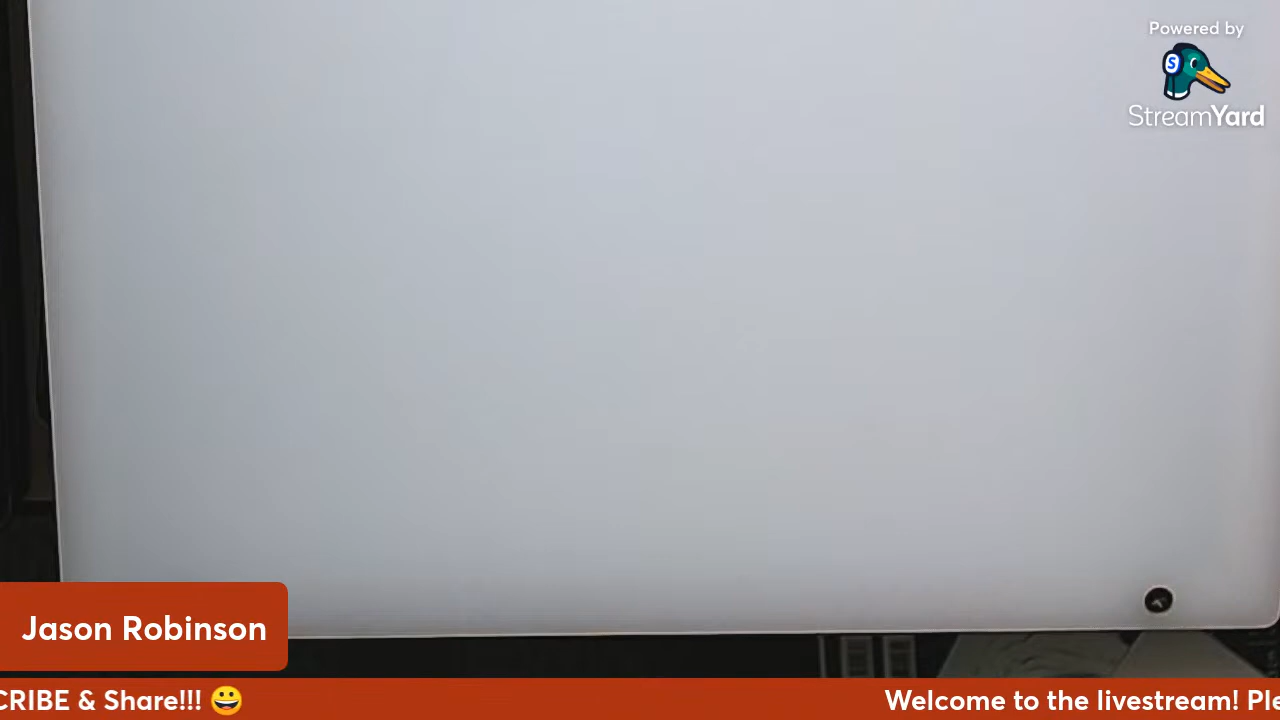 Powered by
S
StreamYard
Jason Robinson
CRIBE & Share!!! 😀 Welcome to the livestream! Ple